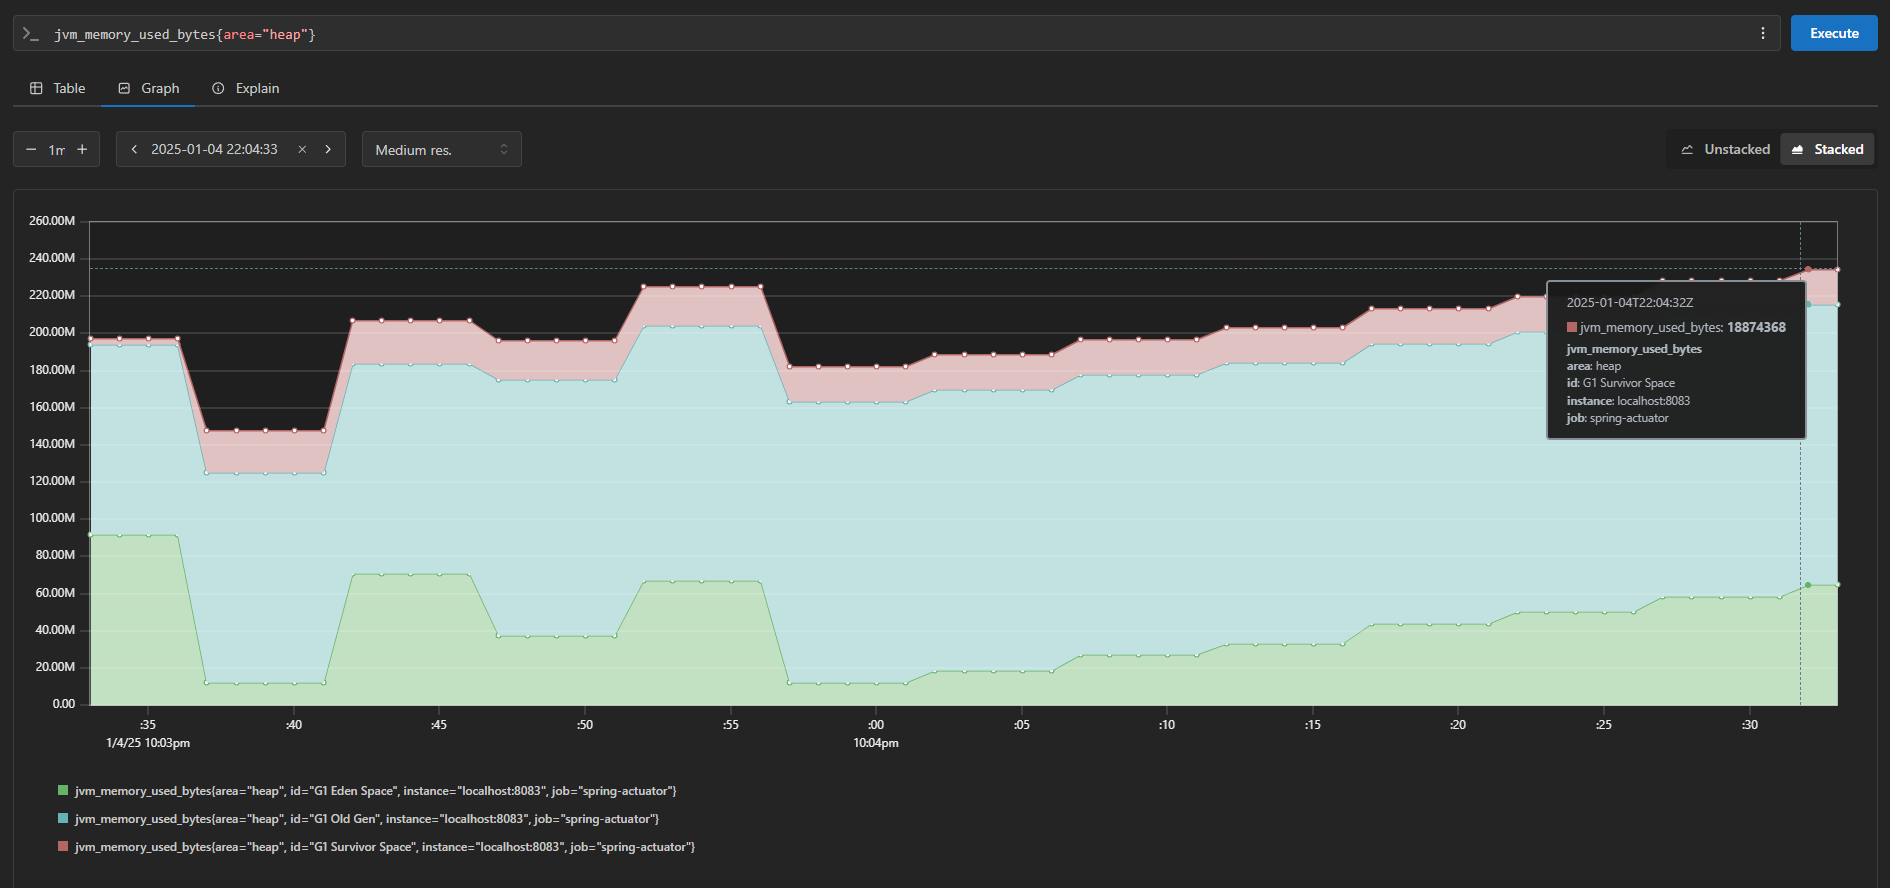 >_ jvm_memory_used_bytes{area="heap"}
Execute
Table Graph Explain
− 1m + < 2025-01-04 22:04:33 × > Medium res. Unstacked Stacked
260.00M
240.00M
220.00M
200.00M
180.00M
160.00M
140.00M
120.00M
100.00M
80.00M
60.00M
40.00M
20.00M
0.00
2025-01-04T22:04:32Z
jvm_memory_used_bytes: 18874368
jvm_memory_used_bytes
area: heap
id: G1 Survivor Space
instance: localhost:8083
job: spring-actuator
:35 :40 :45 :50 :55 :00 :05 :10 :15 :20 :25 :30
1/4/25 10:03pm 10:04pm
jvm_memory_used_bytes{area="heap", id="G1 Eden Space", instance="localhost:8083", job="spring-actuator"}
jvm_memory_used_bytes{area="heap", id="G1 Old Gen", instance="localhost:8083", job="spring-actuator"}
jvm_memory_used_bytes{area="heap", id="G1 Survivor Space", instance="localhost:8083", job="spring-actuator"}